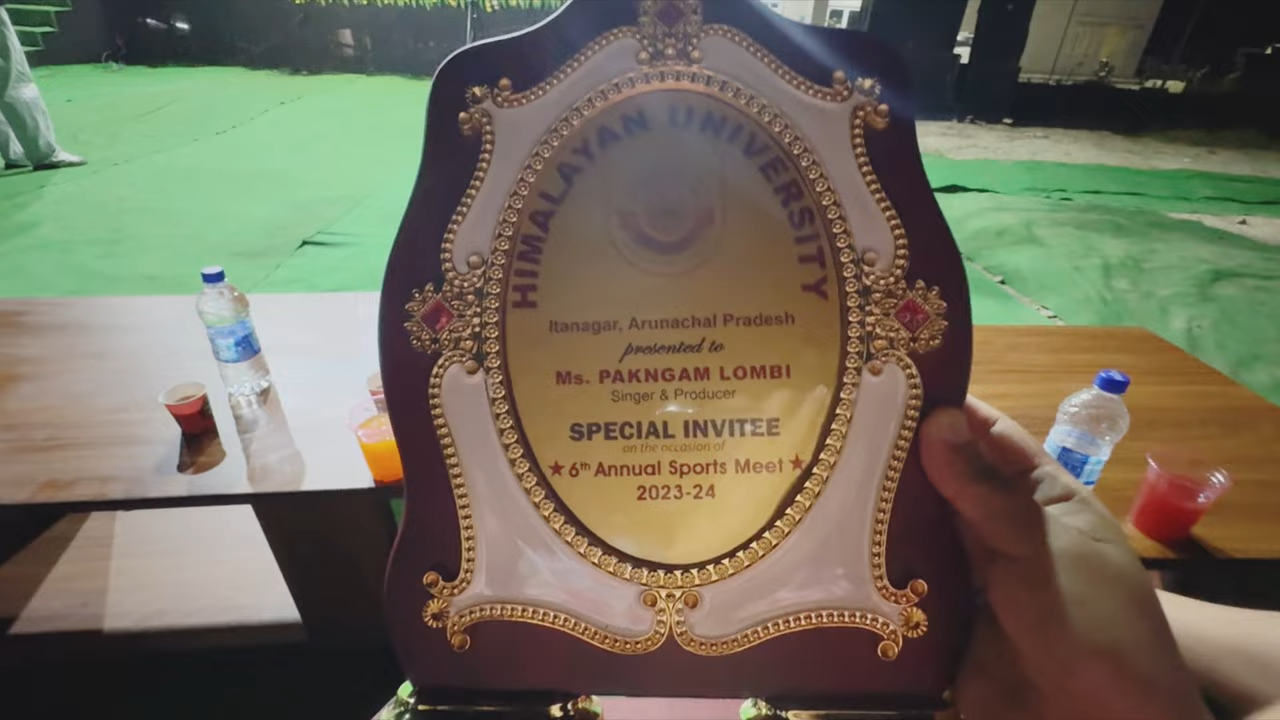 HIMALAYAN UNIVERSITY
Itanagar, Arunachal Pradesh
presented to
Ms. PAKNGAM LOMBI
Singer & Producer
SPECIAL INVITEE
on the occasion of
★ 6th Annual Sports Meet ★
2023-24